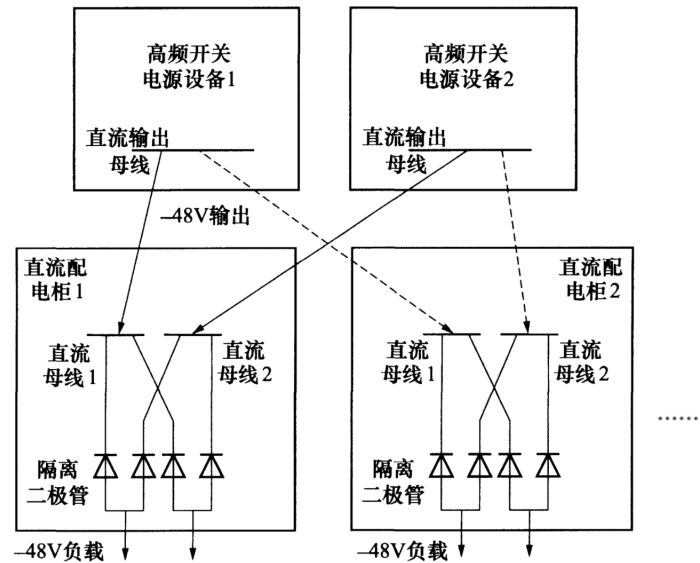 高频开关
电源设备1
高频开关
电源设备2
直流输出
母线
直流输出
母线
–48V输出
直流配
电柜1
直流配
电柜2
直流
母线1
直流
母线2
直流
母线1
直流
母线2
……
隔离
二极管
隔离
二极管
–48V负载
–48V负载